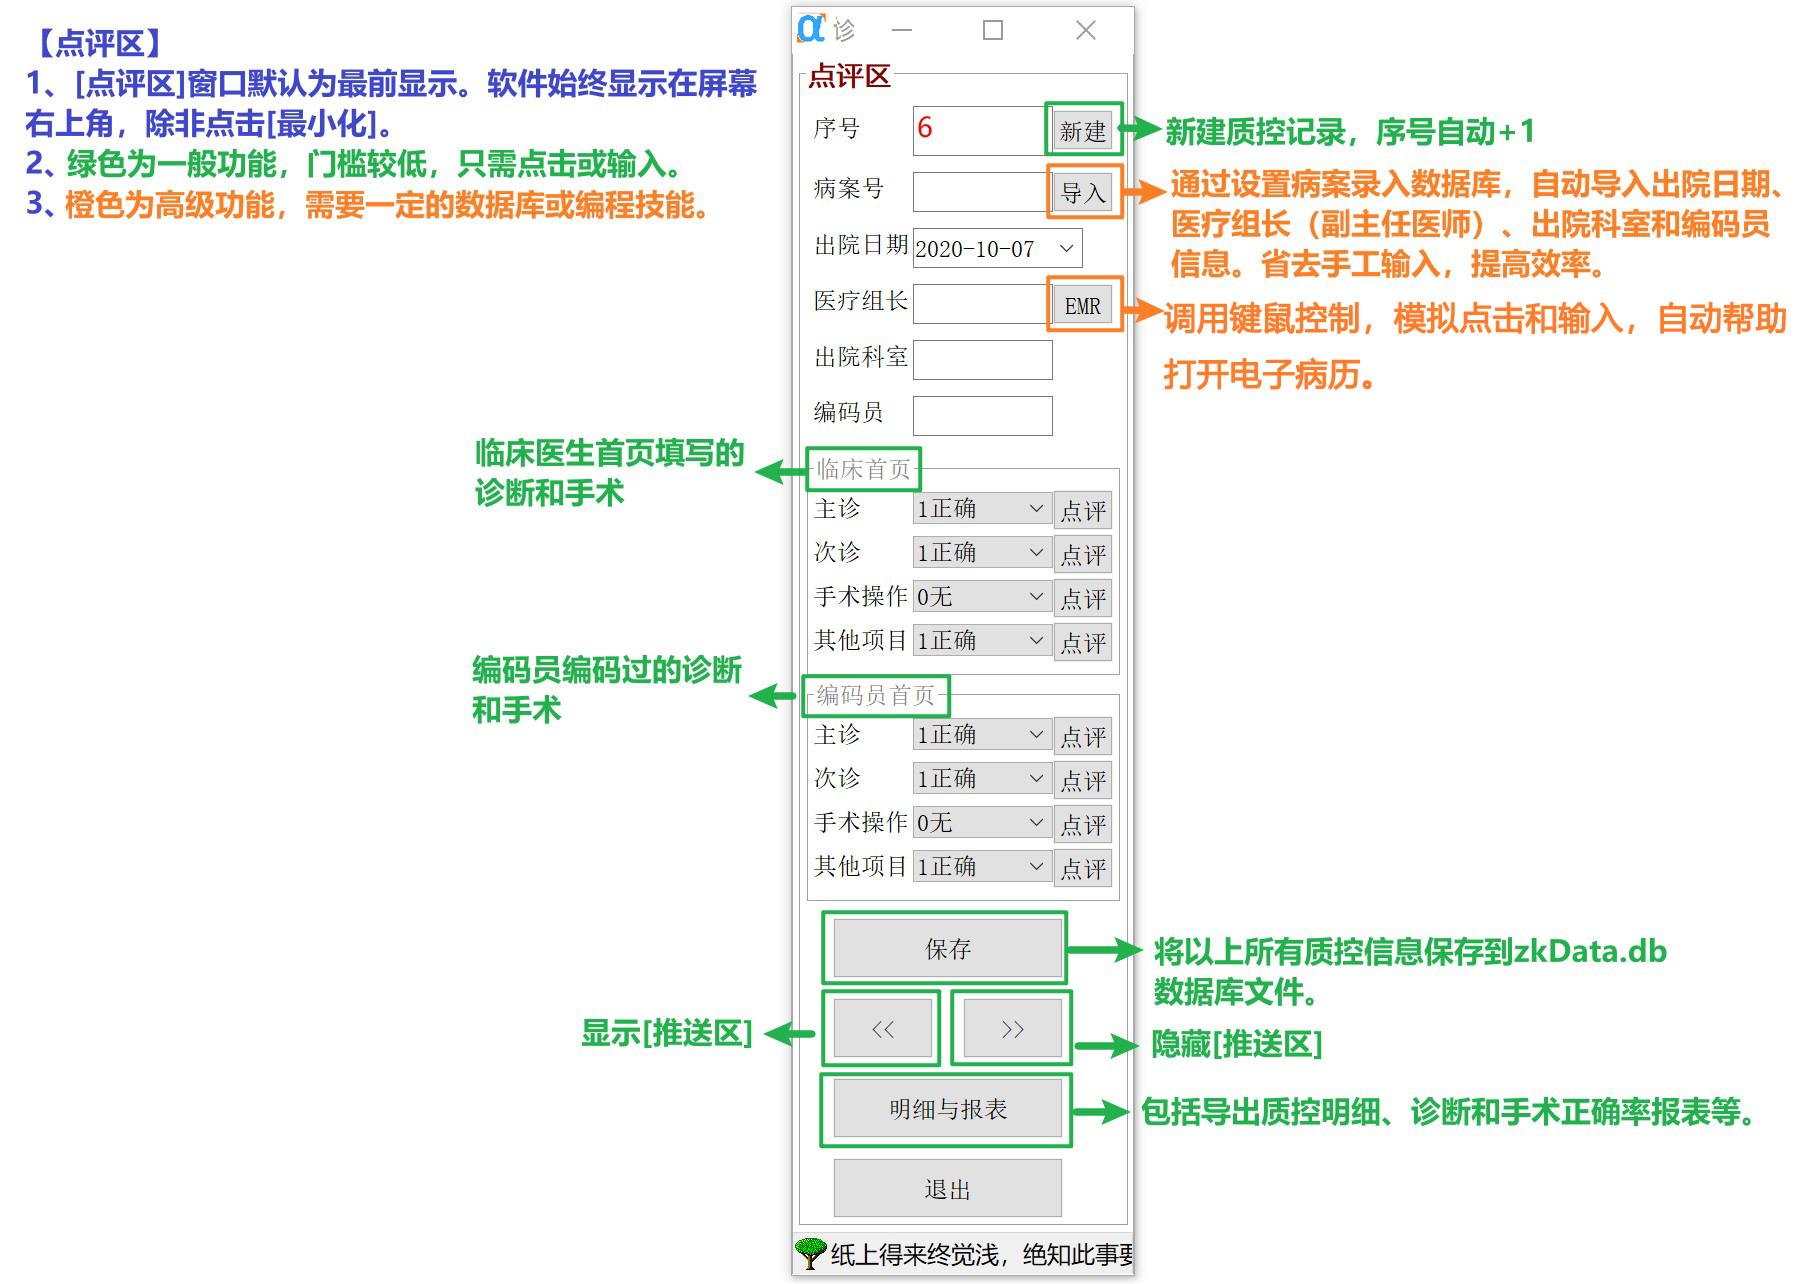 【点评区】
1、[点评区]窗口默认为最前显示。软件始终显示在屏幕
右上角，除非点击[最小化]。
2、绿色为一般功能，门槛较低，只需点击或输入。
3、橙色为高级功能，需要一定的数据库或编程技能。
α 诊
点评区
序号 6 新建
新建质控记录，序号自动+1
病案号 导入
通过设置病案录入数据库，自动导入出院日期、
医疗组长（副主任医师）、出院科室和编码员
信息。省去手工输入，提高效率。
出院日期 2020-10-07
医疗组长 EMR
调用键鼠控制，模拟点击和输入，自动帮助
打开电子病历。
出院科室
编码员
临床医生首页填写的
诊断和手术
临床首页
主诊 1正确 点评
次诊 1正确 点评
手术操作 0无 点评
其他项目 1正确 点评
编码员编码过的诊断
和手术
编码员首页
主诊 1正确 点评
次诊 1正确 点评
手术操作 0无 点评
其他项目 1正确 点评
保存
将以上所有质控信息保存到zkData.db
数据库文件。
显示[推送区]
<< >>
隐藏[推送区]
明细与报表
包括导出质控明细、诊断和手术正确率报表等。
退出
纸上得来终觉浅，绝知此事要